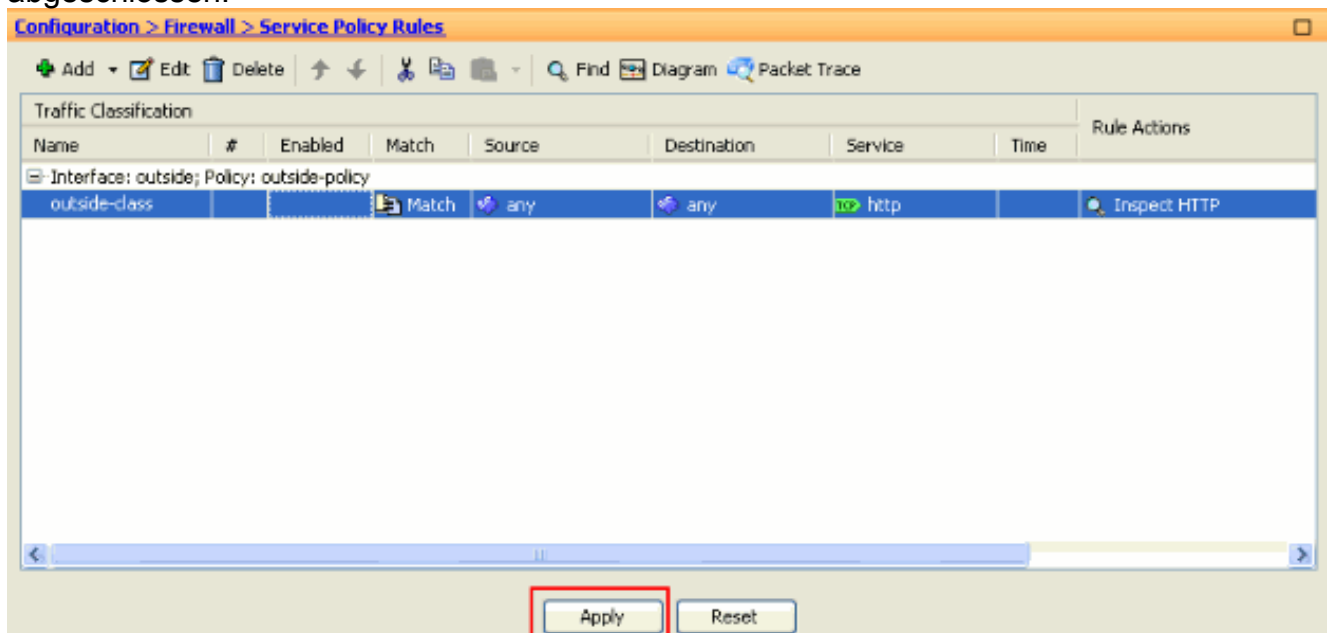 abgeschlossen.
Configuration > Firewall > Service Policy Rules
Add Edit Delete Find Diagram Packet Trace
Traffic Classification
Rule Actions
Name # Enabled Match Source Destination Service Time
Interface: outside; Policy: outside-policy
outside-class Match any any TCP http Inspect HTTP
Apply Reset